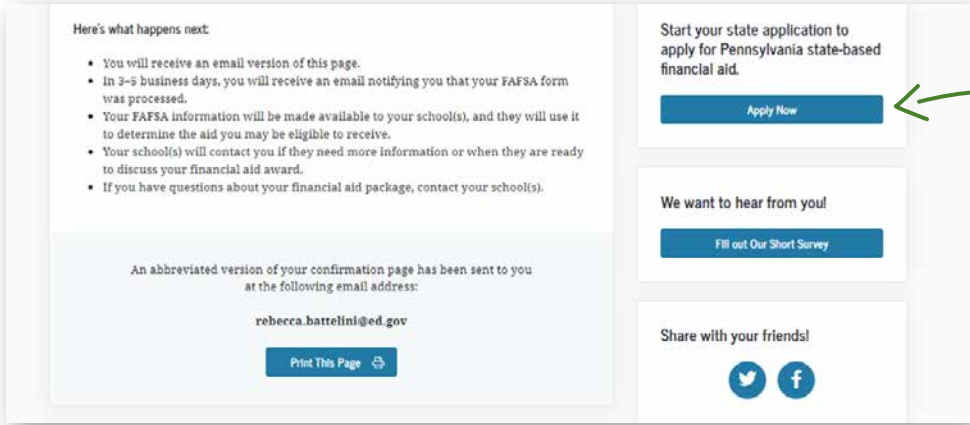 Here's what happens next:
• You will receive an email version of this page.
• In 3–5 business days, you will receive an email notifying you that your FAFSA form
was processed.
• Your FAFSA information will be made available to your school(s), and they will use it
to determine the aid you may be eligible to receive.
• Your school(s) will contact you if they need more information or when they are ready
to discuss your financial aid award.
• If you have questions about your financial aid package, contact your school(s).
An abbreviated version of your confirmation page has been sent to you
at the following email address:
rebecca.battelini@ed.gov
Print This Page
Start your state application to
apply for Pennsylvania state-based
financial aid.
Apply Now
We want to hear from you!
Fill out Our Short Survey
Share with your friends!